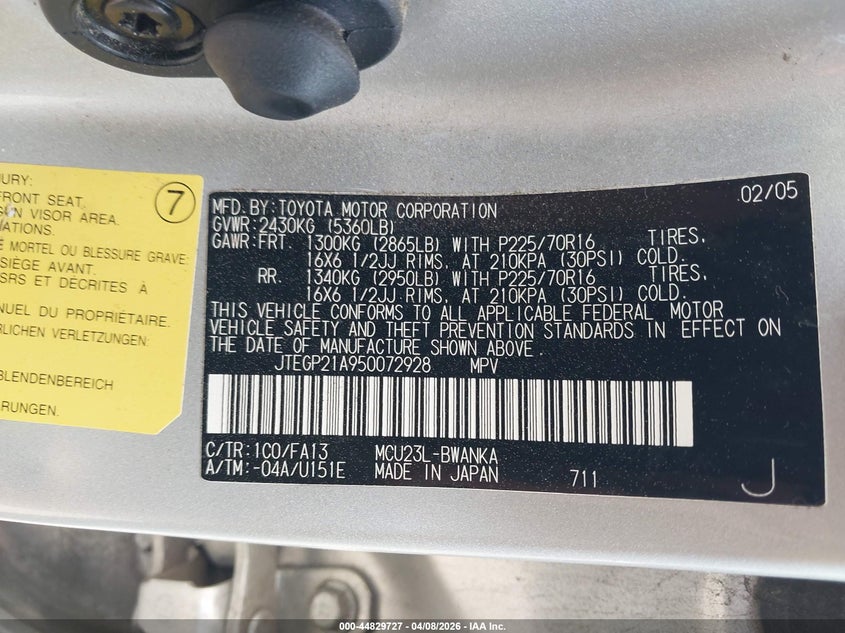 JURY:
FRONT SEAT,
VISOR AREA.
7
É MORTEL OU BLESSURE GRAVE:
SIÈGE AVANT.
SRS ET DÉCRITES À
NUEL DU PROPRIÉTAIRE.
RLICHEN VERLETZUNGEN:
BLENDENBEREICH
RUNGEN.
02/05
MFD. BY: TOYOTA MOTOR CORPORATION
GVWR: 2430KG (5360LB)
GAWR: FRT. 1300KG (2865LB) WITH P225/70R16 TIRES,
16X6 1/2JJ RIMS, AT 210KPA (30PSI) COLD.
RR. 1340KG (2950LB) WITH P225/70R16 TIRES,
16X6 1/2JJ RIMS, AT 210KPA (30PSI) COLD.
THIS VEHICLE CONFORMS TO ALL APPLICABLE FEDERAL MOTOR
VEHICLE SAFETY AND THEFT PREVENTION STANDARDS IN EFFECT ON
THE DATE OF MANUFACTURE SHOWN ABOVE.
JTEGP21A950072928 MPV
C/TR: 1C0/FA13 MCU23L-BWANKA
A/TM: -04A/U151E MADE IN JAPAN 711
J
000-44829727 - 04/08/2026 - IAA Inc.